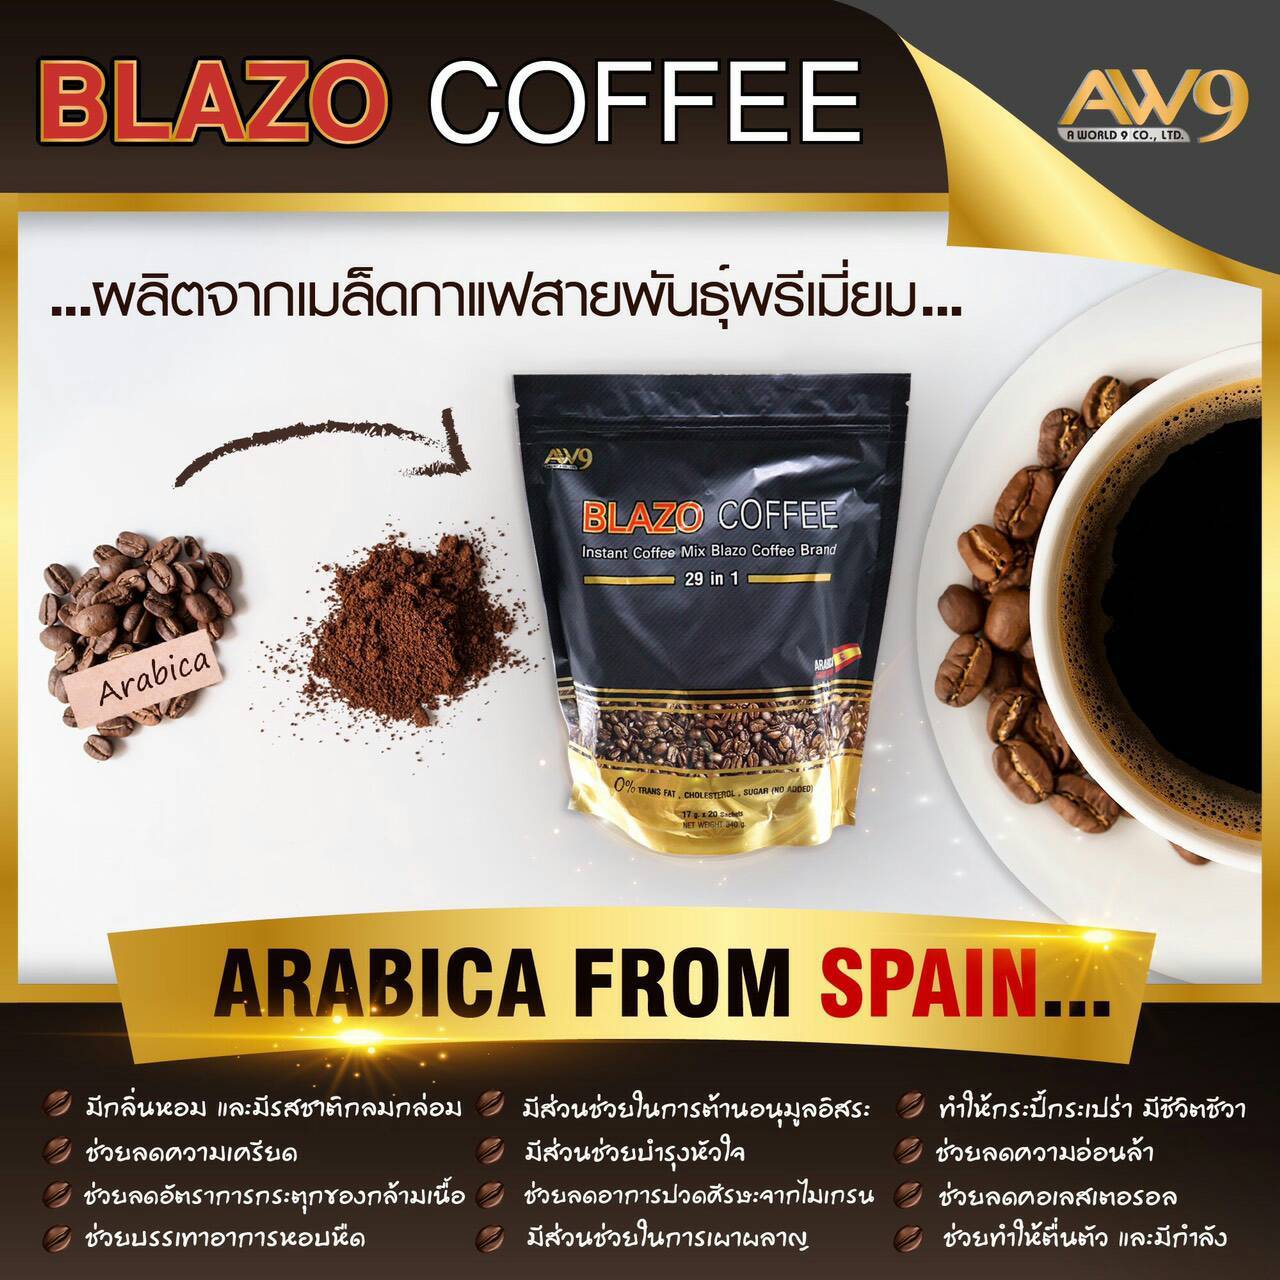 BLAZO COFFEE
AW9
A WORLD 9 CO., LTD.
...ผลิตจากเมล็ดกาแฟสายพันธุ์พรีเมี่ยม...
Arabica
AW9
BLAZO COFFEE
Instant Coffee Mix Blazo Coffee Brand
29 in 1
0% TRANS FAT , CHOLESTEROL , SUGAR (NO ADDED)
17 g. x 20 Sachets
NET WEIGHT 340 g.
ARABICA FROM SPAIN...
มีกลิ่นหอม และมีรสชาติกลมกล่อม
ช่วยลดความเครียด
ช่วยลดอัตราการกระตุกของกล้ามเนื้อ
ช่วยบรรเทาอาการหอบหืด
มีส่วนช่วยในการต้านอนุมูลอิสระ
มีส่วนช่วยบำรุงหัวใจ
ช่วยลดอาการปวดศีรษะจากไมเกรน
มีส่วนช่วยในการเผาผลาญ
ทำให้กระปี้กระเปร่า มีชีวิตชีวา
ช่วยลดความอ่อนล้า
ช่วยลดคอเลสเตอรอล
ช่วยทำให้ตื่นตัว และมีกำลัง